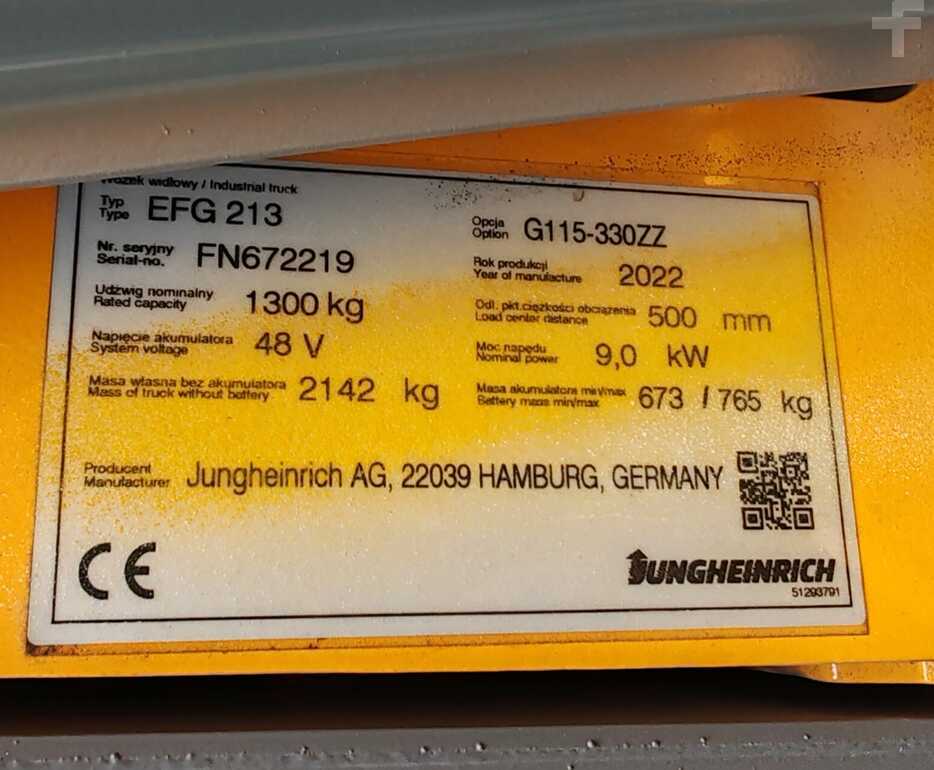 Wózek widłowy / Industrial truck
Typ
Type EFG 213
Opcja
Option G115-330ZZ
Nr. seryjny
Serial-no. FN672219
Rok produkcji
Year of manufacture 2022
Udźwig nominalny
Rated capacity 1300 kg
Odl. pkt.ciężkości obciążenia
Load center distance 500 mm
Napięcie akumulatora
System voltage 48 V
Moc napędu
Nominal power 9,0 kW
Masa własna bez akumulatora
Mass of truck without battery 2142 kg
Masa akumulatora min/max
Battery mass min/max 673 / 765 kg
Producent
Manufacturer Jungheinrich AG, 22039 HAMBURG, GERMANY
CE
JUNGHEINRICH
51293791